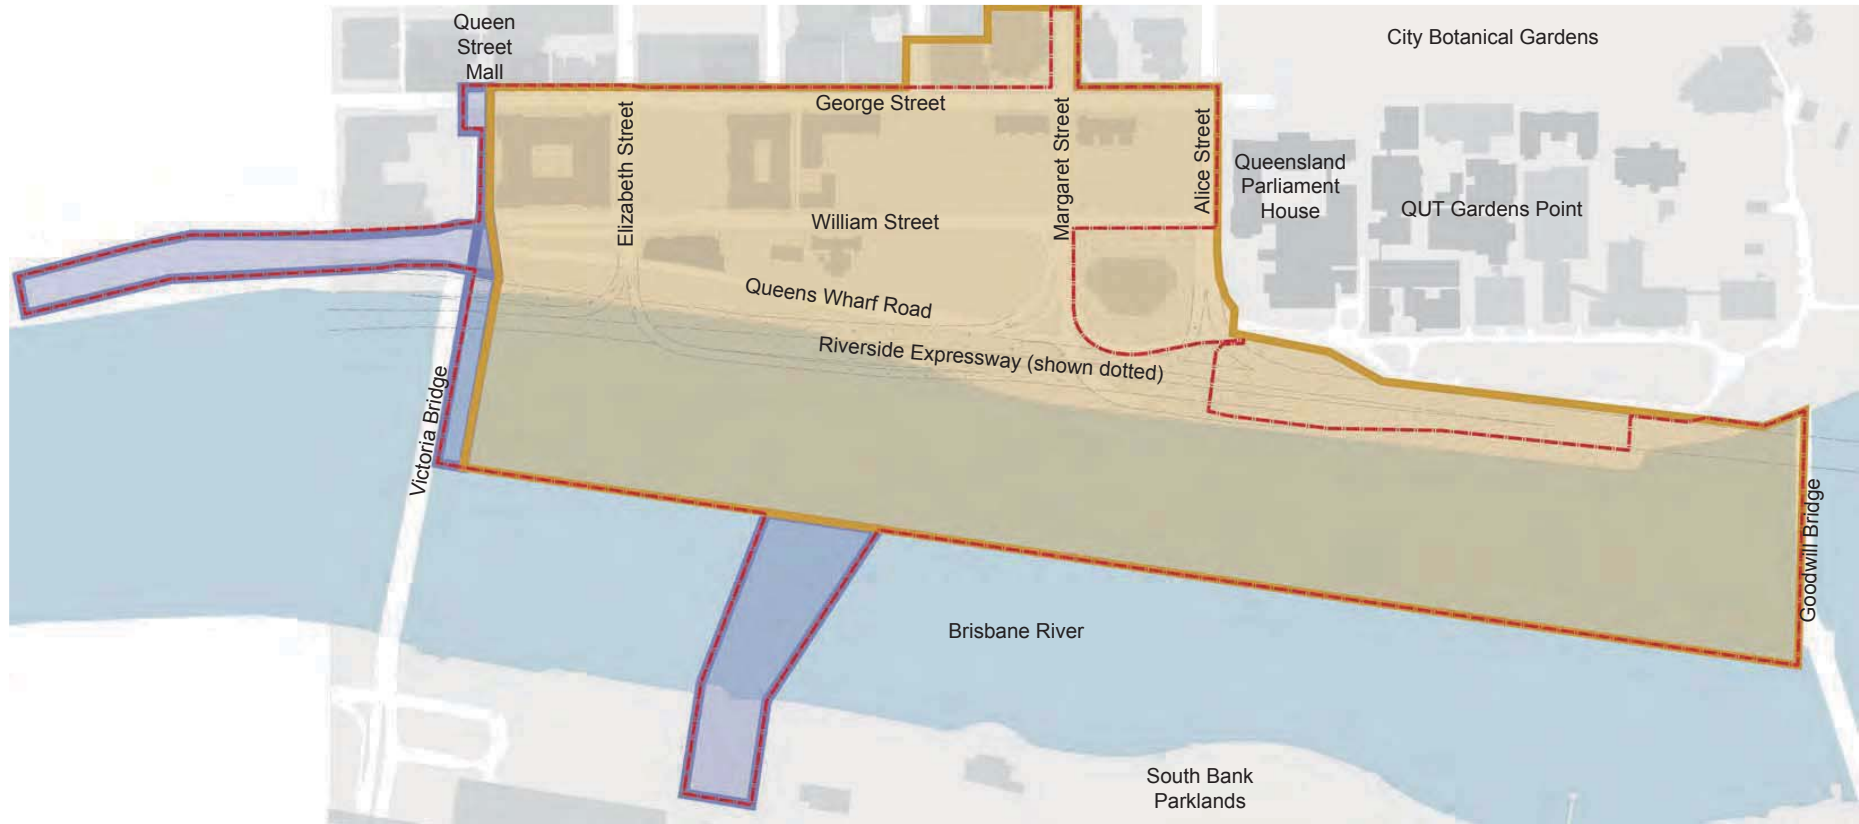 Queen
Street
Mall
City Botanical Gardens
George Street
Elizabeth Street
Margaret Street
Alice Street
Queensland
Parliament
House
QUT Gardens Point
William Street
Queens Wharf Road
Riverside Expressway (shown dotted)
Victoria Bridge
Goodwill Bridge
Brisbane River
South Bank
Parklands